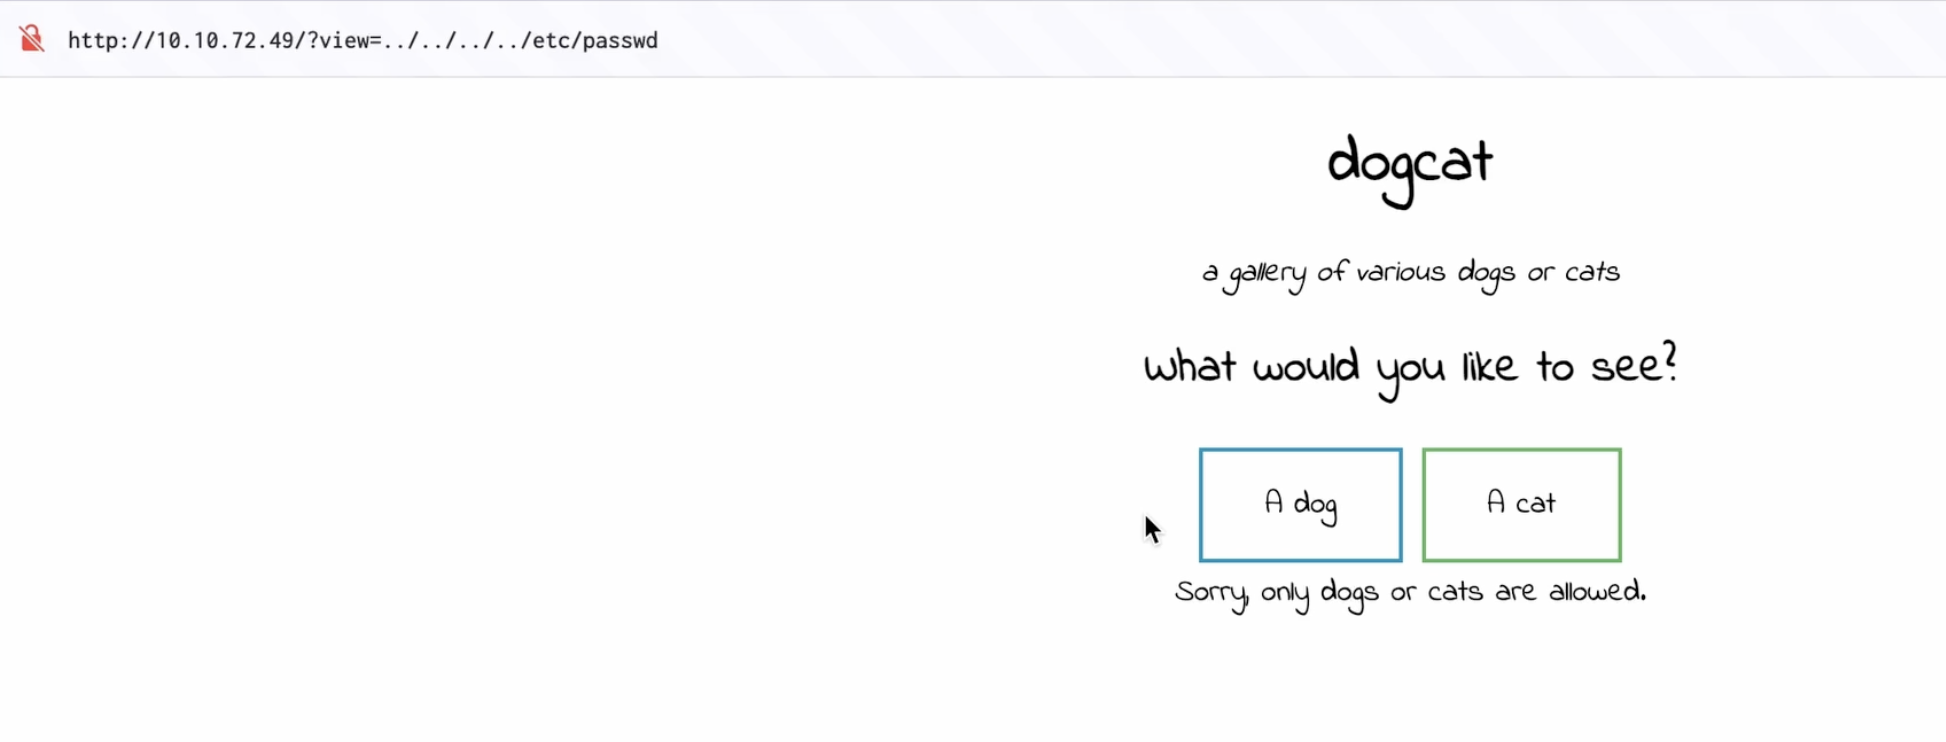 http://10.10.72.49/?view=../../../../etc/passwd
dogcat
a gallery of various dogs or cats
What would you like to see?
A dog
A cat
Sorry, only dogs or cats are allowed.